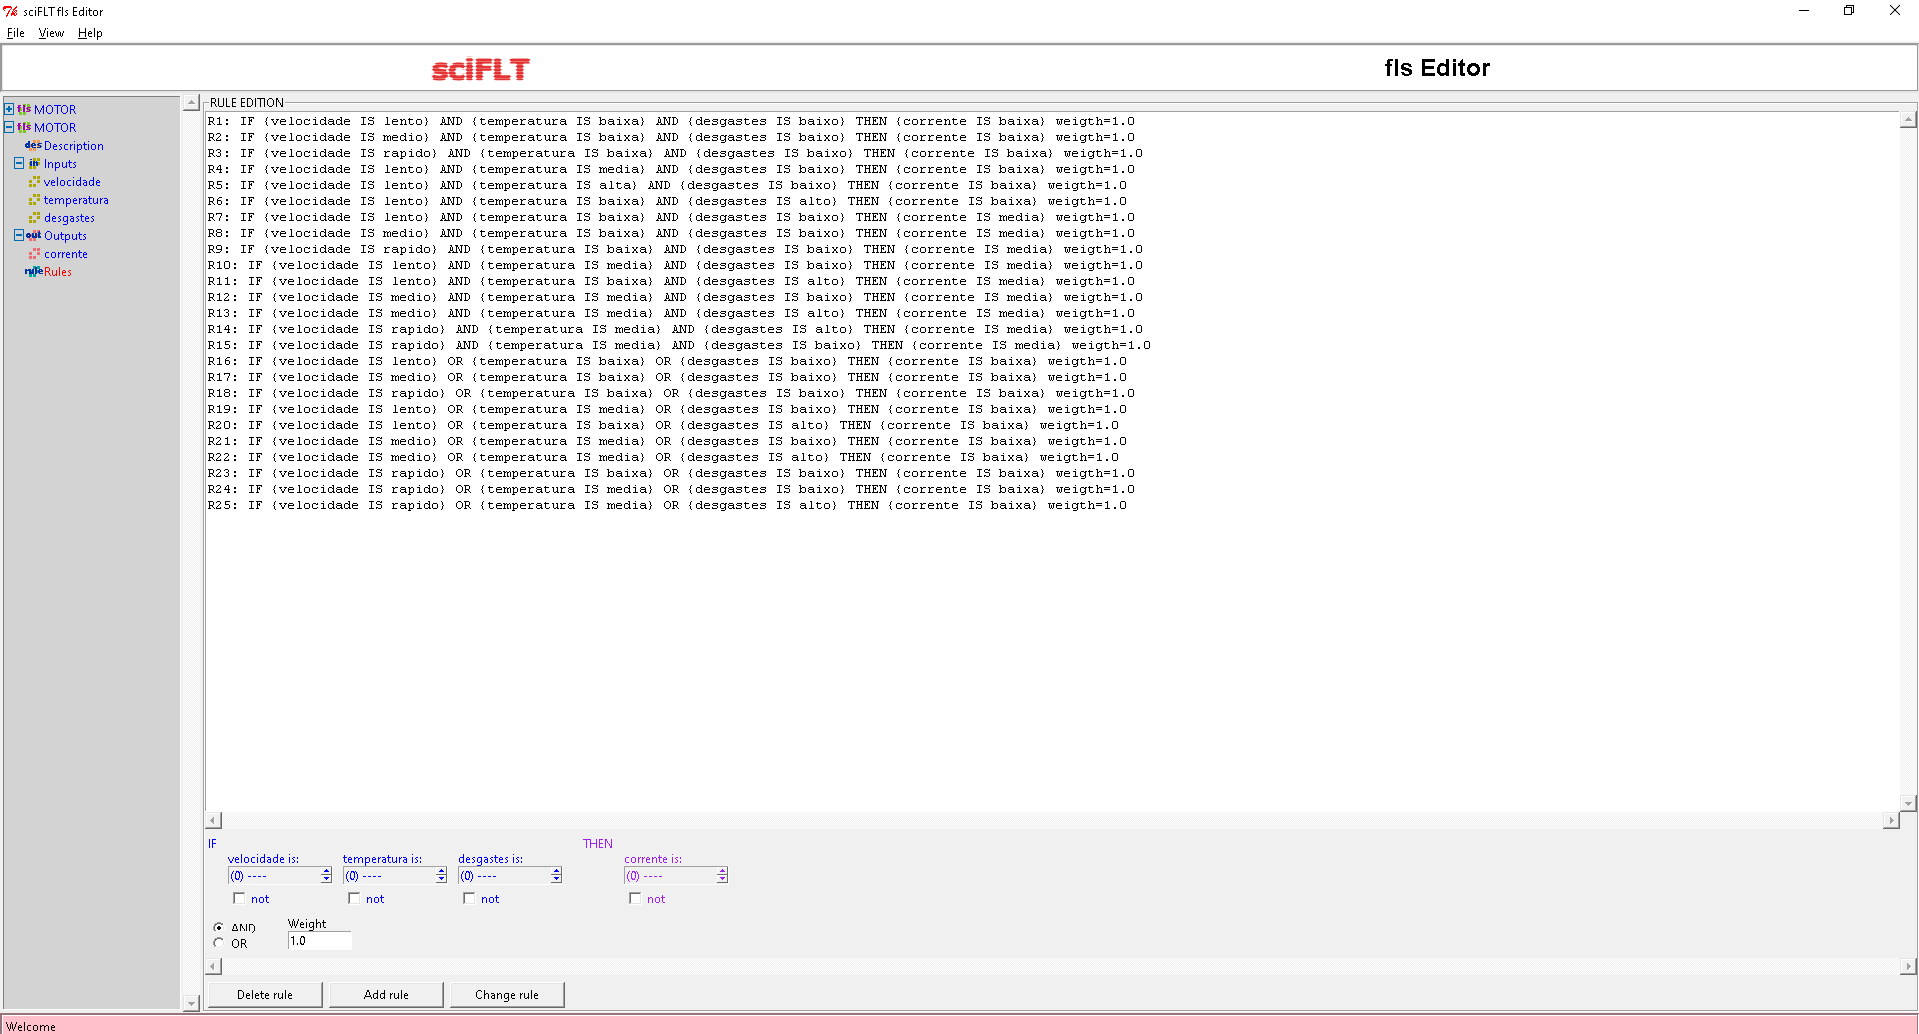 sciFLT fls Editor
File View Help
sciFLT
fls Editor
fls MOTOR
fls MOTOR
des Description
in Inputs
velocidade
temperatura
desgastes
out Outputs
corrente
rule Rules
RULE EDITION
R1: IF {velocidade IS lento} AND {temperatura IS baixa} AND {desgastes IS baixo} THEN {corrente IS baixa} weigth=1.0
R2: IF {velocidade IS medio} AND {temperatura IS baixa} AND {desgastes IS baixo} THEN {corrente IS baixa} weigth=1.0
R3: IF {velocidade IS rapido} AND {temperatura IS baixa} AND {desgastes IS baixo} THEN {corrente IS baixa} weigth=1.0
R4: IF {velocidade IS lento} AND {temperatura IS media} AND {desgastes IS baixo} THEN {corrente IS baixa} weigth=1.0
R5: IF {velocidade IS lento} AND {temperatura IS alta} AND {desgastes IS baixo} THEN {corrente IS baixa} weigth=1.0
R6: IF {velocidade IS lento} AND {temperatura IS baixa} AND {desgastes IS alto} THEN {corrente IS baixa} weigth=1.0
R7: IF {velocidade IS lento} AND {temperatura IS baixa} AND {desgastes IS baixo} THEN {corrente IS media} weigth=1.0
R8: IF {velocidade IS medio} AND {temperatura IS baixa} AND {desgastes IS baixo} THEN {corrente IS media} weigth=1.0
R9: IF {velocidade IS rapido} AND {temperatura IS baixa} AND {desgastes IS baixo} THEN {corrente IS media} weigth=1.0
R10: IF {velocidade IS lento} AND {temperatura IS media} AND {desgastes IS baixo} THEN {corrente IS media} weigth=1.0
R11: IF {velocidade IS lento} AND {temperatura IS baixa} AND {desgastes IS alto} THEN {corrente IS media} weigth=1.0
R12: IF {velocidade IS medio} AND {temperatura IS media} AND {desgastes IS baixo} THEN {corrente IS media} weigth=1.0
R13: IF {velocidade IS medio} AND {temperatura IS media} AND {desgastes IS alto} THEN {corrente IS media} weigth=1.0
R14: IF {velocidade IS rapido} AND {temperatura IS media} AND {desgastes IS alto} THEN {corrente IS media} weigth=1.0
R15: IF {velocidade IS rapido} AND {temperatura IS media} AND {desgastes IS baixo} THEN {corrente IS media} weigth=1.0
R16: IF {velocidade IS lento} OR {temperatura IS baixa} OR {desgastes IS baixo} THEN {corrente IS baixa} weigth=1.0
R17: IF {velocidade IS medio} OR {temperatura IS baixa} OR {desgastes IS baixo} THEN {corrente IS baixa} weigth=1.0
R18: IF {velocidade IS rapido} OR {temperatura IS baixa} OR {desgastes IS baixo} THEN {corrente IS baixa} weigth=1.0
R19: IF {velocidade IS lento} OR {temperatura IS media} OR {desgastes IS baixo} THEN {corrente IS baixa} weigth=1.0
R20: IF {velocidade IS lento} OR {temperatura IS baixa} OR {desgastes IS alto} THEN {corrente IS baixa} weigth=1.0
R21: IF {velocidade IS medio} OR {temperatura IS media} OR {desgastes IS baixo} THEN {corrente IS baixa} weigth=1.0
R22: IF {velocidade IS medio} OR {temperatura IS media} OR {desgastes IS alto} THEN {corrente IS baixa} weigth=1.0
R23: IF {velocidade IS rapido} OR {temperatura IS baixa} OR {desgastes IS baixo} THEN {corrente IS baixa} weigth=1.0
R24: IF {velocidade IS rapido} OR {temperatura IS media} OR {desgastes IS baixo} THEN {corrente IS baixa} weigth=1.0
R25: IF {velocidade IS rapido} OR {temperatura IS media} OR {desgastes IS alto} THEN {corrente IS baixa} weigth=1.0
IF THEN
velocidade is: temperatura is: desgastes is: corrente is:
(0) ---- (0) ---- (0) ---- (0) ----
not not not not
AND Weight
OR 1.0
Delete rule Add rule Change rule
Welcome